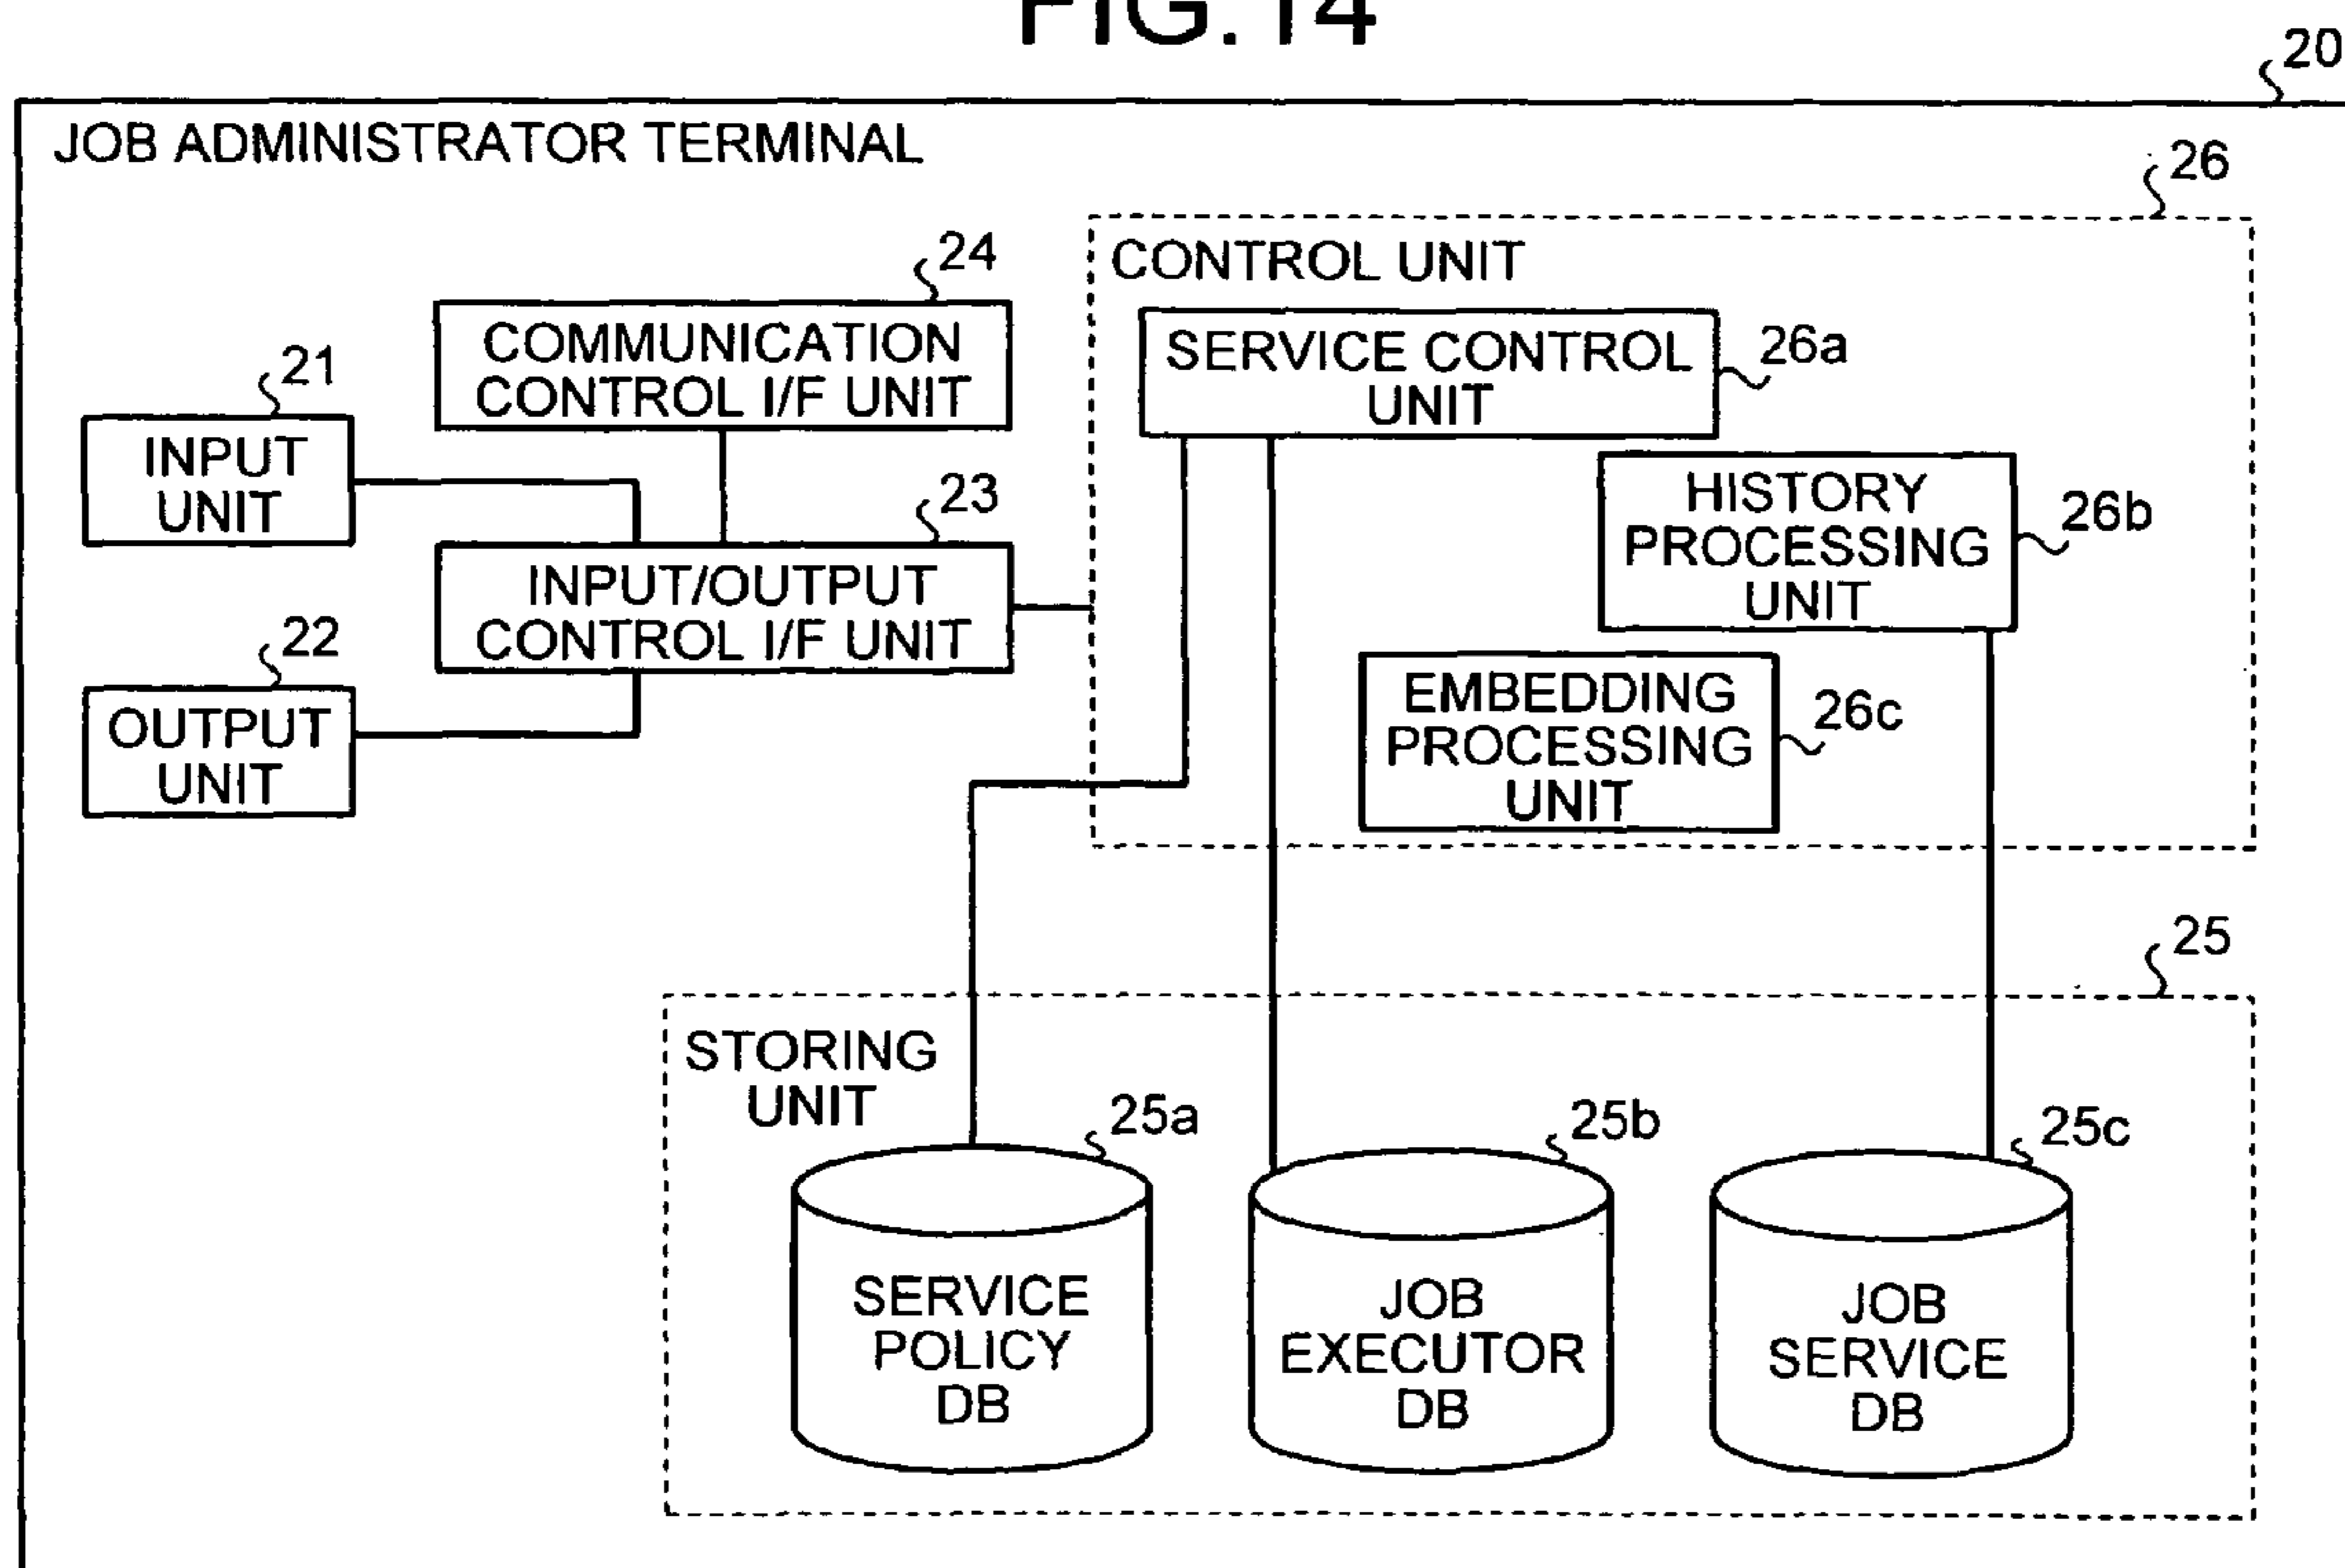 FIG.14
20
JOB ADMINISTRATOR TERMINAL
26
CONTROL UNIT
24
COMMUNICATION
CONTROL I/F UNIT
SERVICE CONTROL
UNIT
26a
21
INPUT
UNIT
HISTORY
PROCESSING
UNIT
26b
23
INPUT/OUTPUT
CONTROL I/F UNIT
22
OUTPUT
UNIT
EMBEDDING
PROCESSING
UNIT
26c
25
STORING
UNIT
25a
25b
25c
SERVICE
POLICY
DB
JOB
EXECUTOR
DB
JOB
SERVICE
DB